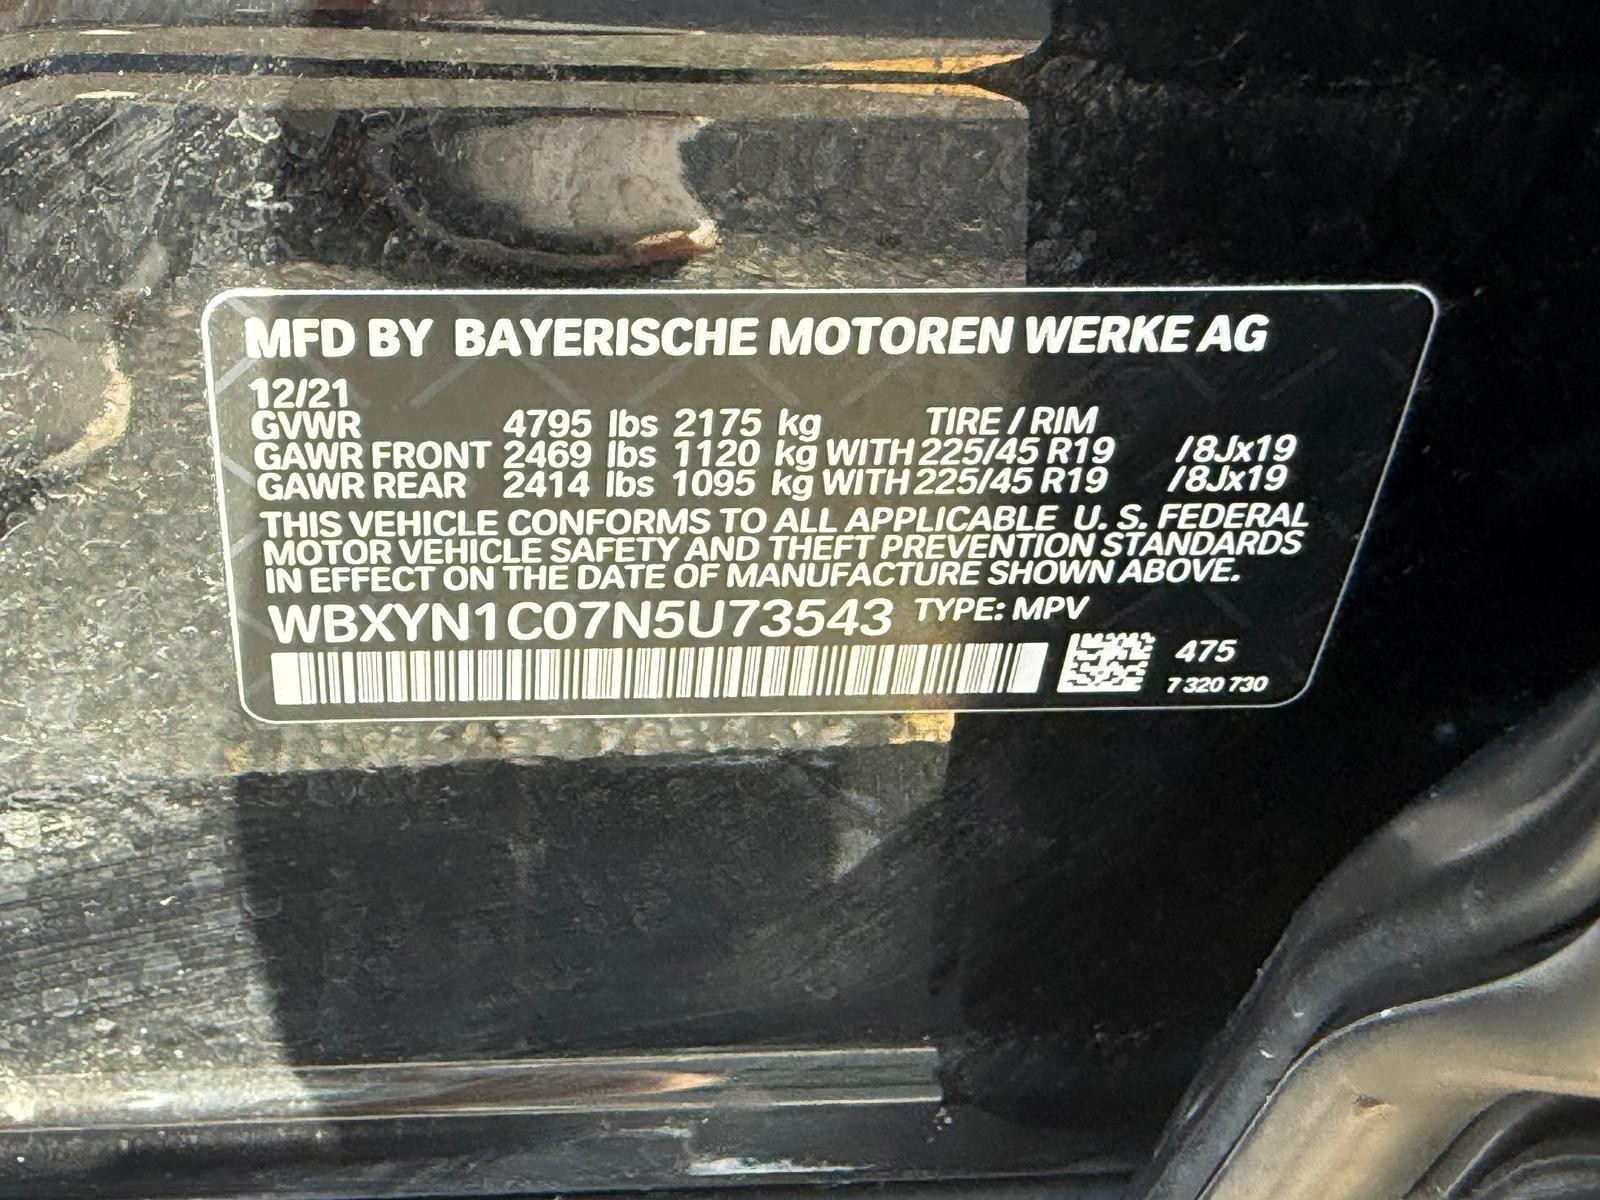 MFD BY BAYERISCHE MOTOREN WERKE AG
12/21
GVWR 4795 lbs 2175 kg TIRE / RIM
GAWR FRONT 2469 lbs 1120 kg WITH 225/45 R19 /8Jx19
GAWR REAR 2414 lbs 1095 kg WITH 225/45 R19 /8Jx19
THIS VEHICLE CONFORMS TO ALL APPLICABLE U. S. FEDERAL
MOTOR VEHICLE SAFETY AND THEFT PREVENTION STANDARDS
IN EFFECT ON THE DATE OF MANUFACTURE SHOWN ABOVE.
WBXYN1C07N5U73543 TYPE: MPV
475
7 320 730